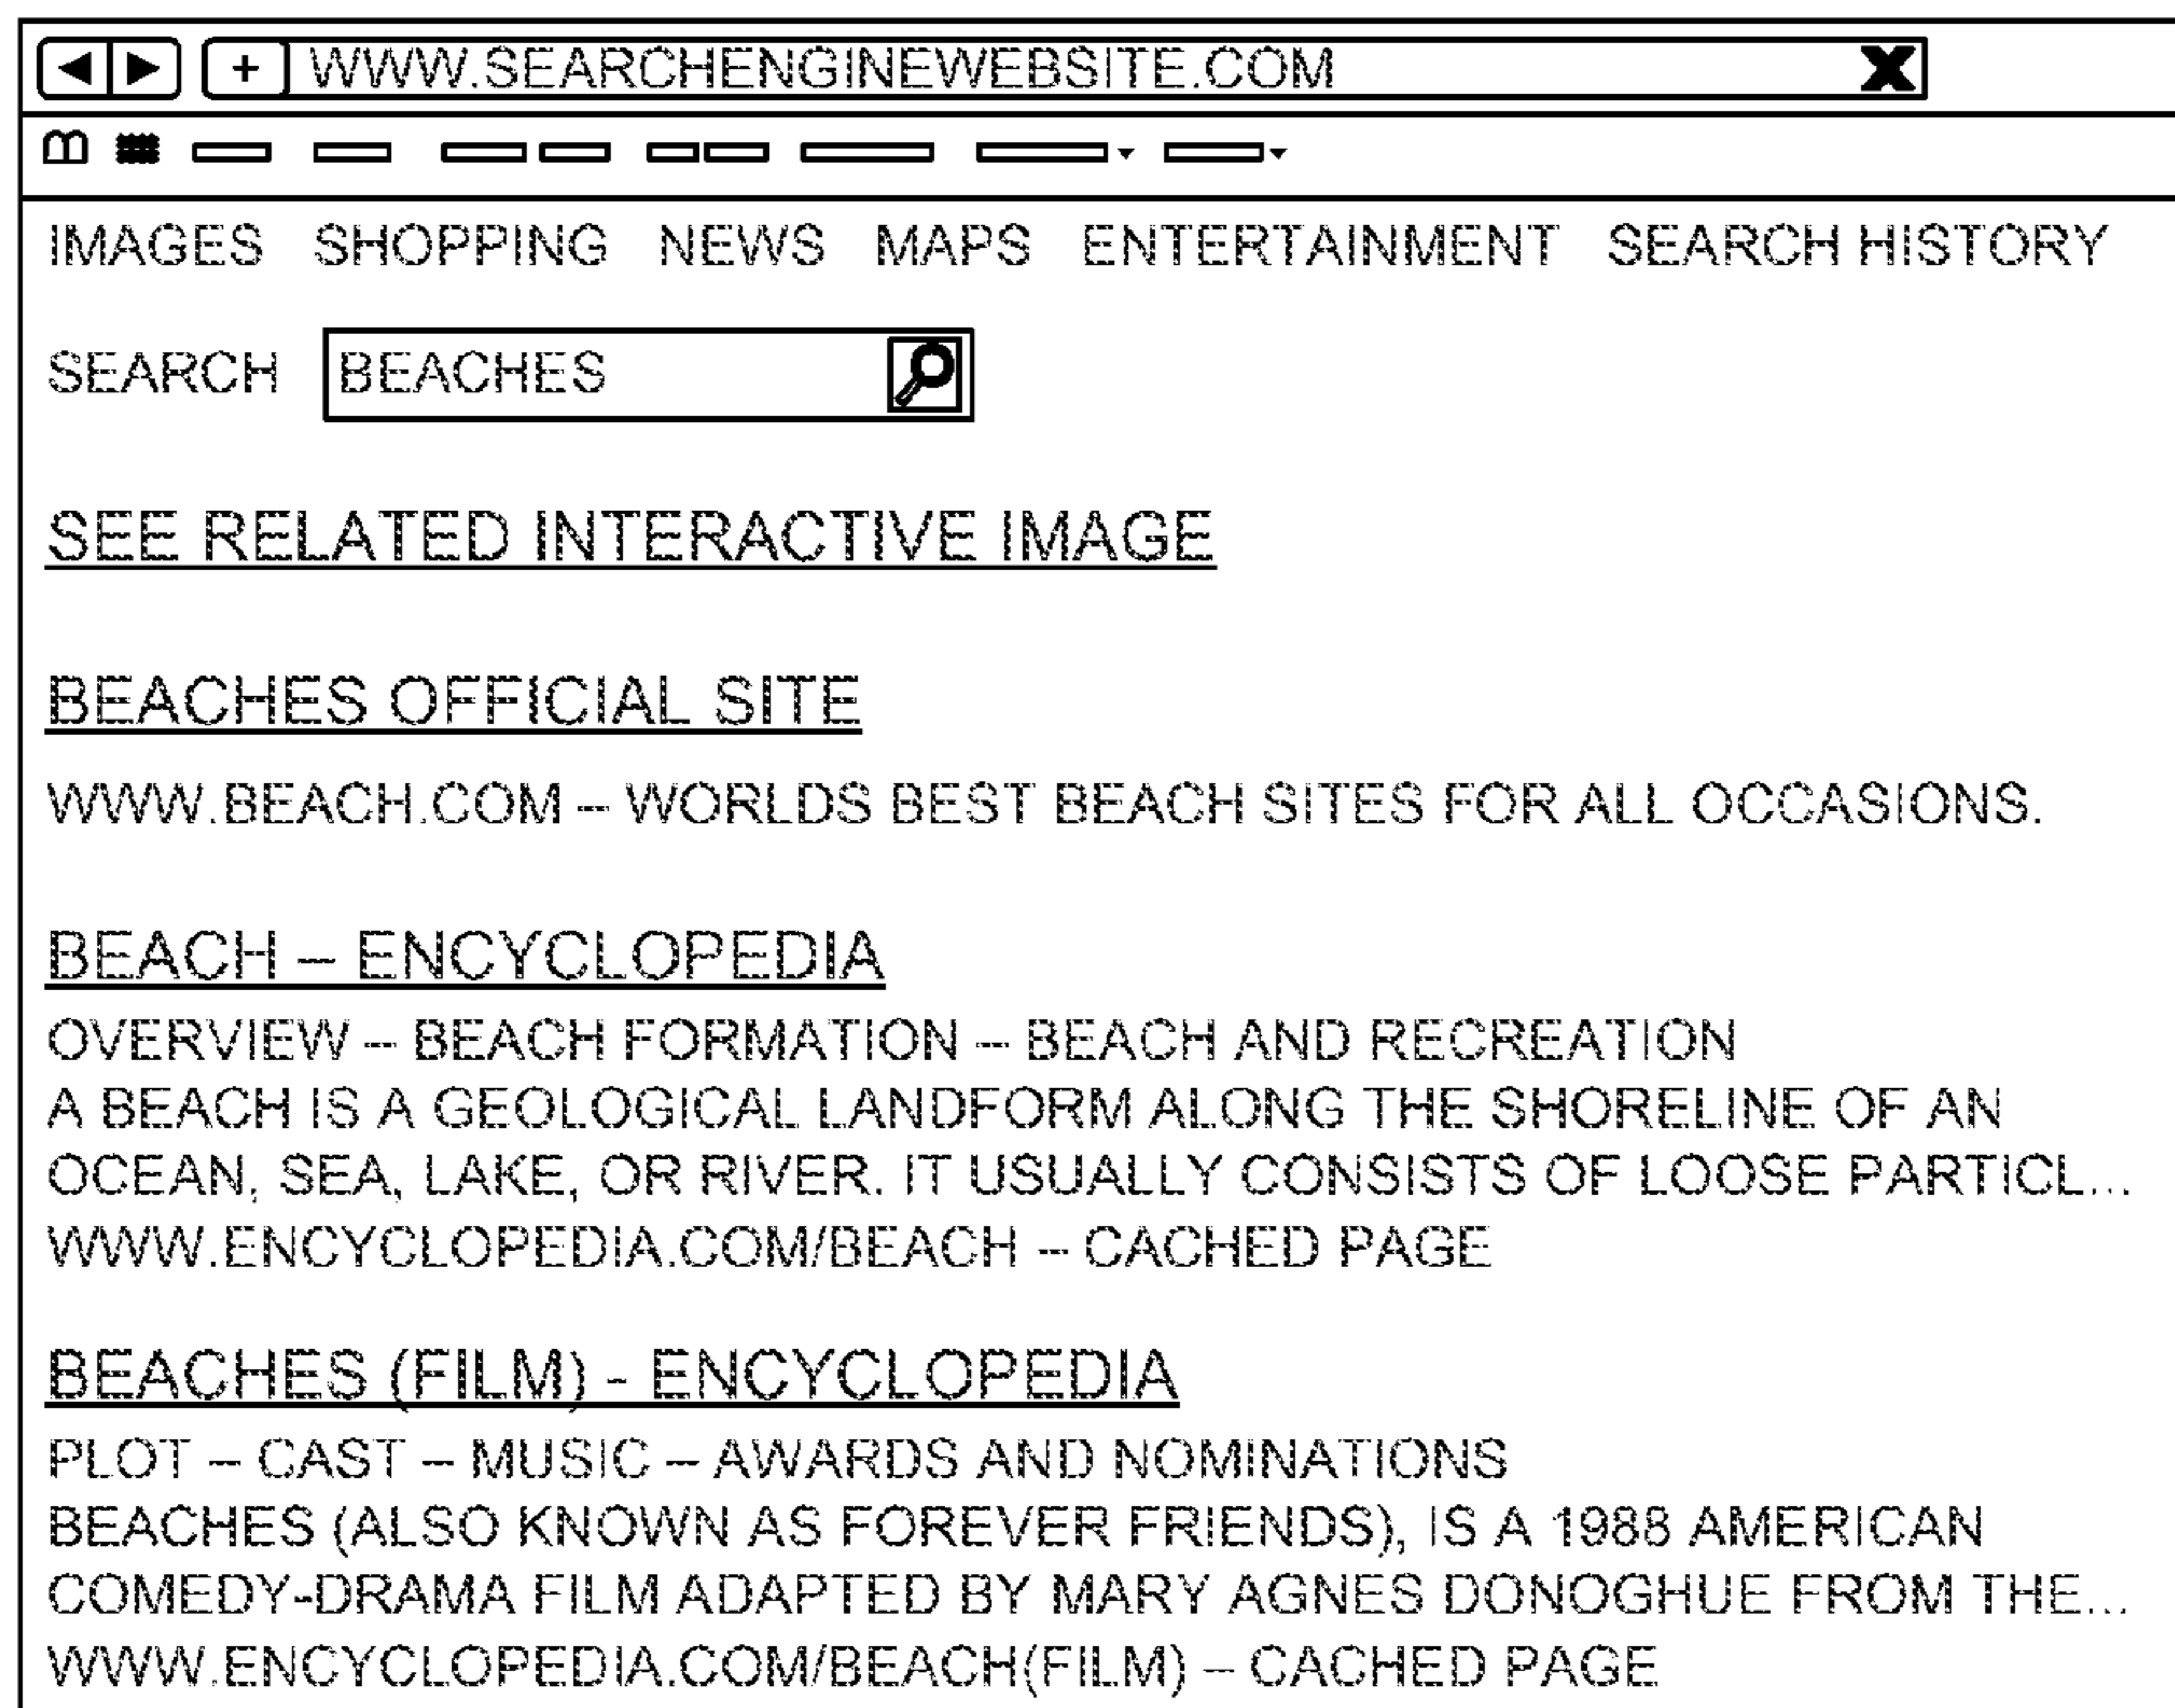 WWW.SEARCHENGINEWEBSITE.COM
IMAGES SHOPPING NEWS MAPS ENTERTAINMENT SEARCH HISTORY
SEARCH BEACHES
SEE RELATED INTERACTIVE IMAGE
BEACHES OFFICIAL SITE
WWW.BEACH.COM – WORLDS BEST BEACH SITES FOR ALL OCCASIONS.
BEACH – ENCYCLOPEDIA
OVERVIEW – BEACH FORMATION – BEACH AND RECREATION
A BEACH IS A GEOLOGICAL LANDFORM ALONG THE SHORELINE OF AN
OCEAN, SEA, LAKE, OR RIVER. IT USUALLY CONSISTS OF LOOSE PARTICL...
WWW.ENCYCLOPEDIA.COM/BEACH – CACHED PAGE
BEACHES (FILM) - ENCYCLOPEDIA
PLOT – CAST – MUSIC – AWARDS AND NOMINATIONS
BEACHES (ALSO KNOWN AS FOREVER FRIENDS), IS A 1988 AMERICAN
COMEDY-DRAMA FILM ADAPTED BY MARY AGNES DONOGHUE FROM THE...
WWW.ENCYCLOPEDIA.COM/BEACH(FILM) – CACHED PAGE